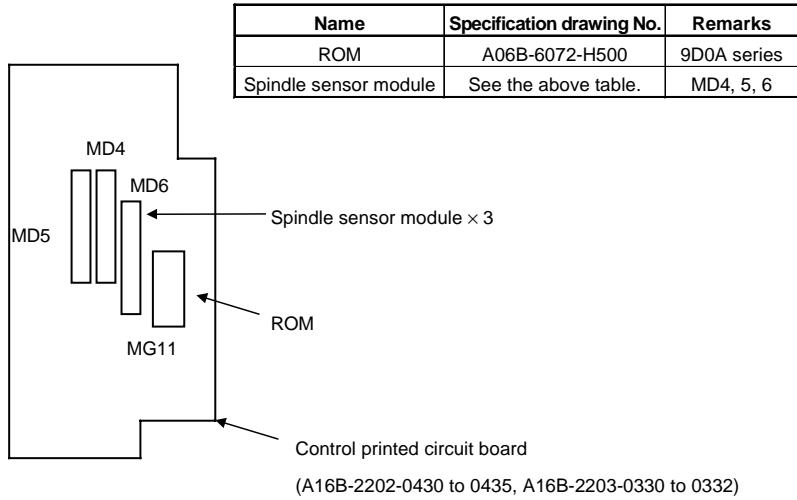 Name Specification drawing No. Remarks
ROM A06B-6072-H500 9D0A series
Spindle sensor module See the above table. MD4, 5, 6
MD4
MD6
Spindle sensor module × 3
MD5
ROM
MG11
Control printed circuit board
(A16B-2202-0430 to 0435, A16B-2203-0330 to 0332)